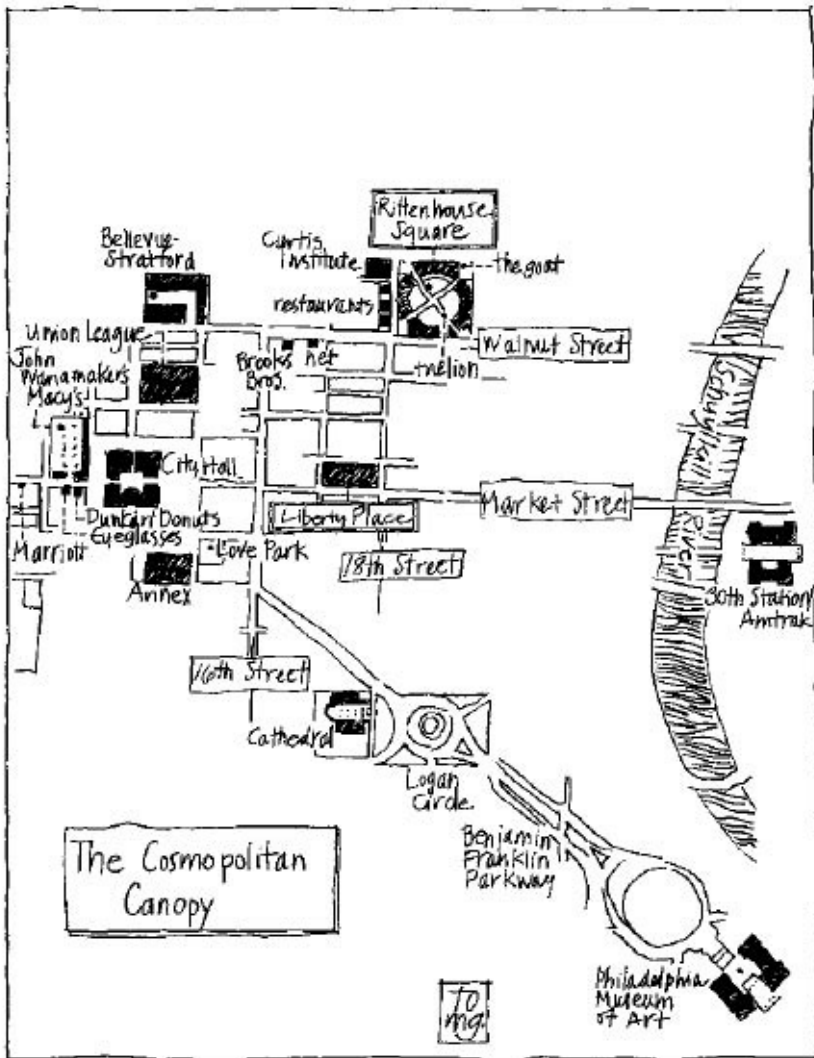 Rittenhouse
Square
Bellevue-
Stratford
Curtis
Institute
the goat
restaurants
Union League
Walnut Street
John
Wanamaker's
Macy's
Brooks
Bros.
the lion
Schuylkill
River
City Hall
Market Street
Dunkin' Donuts
Eyeglasses
Liberty Place
Marriott
Love Park
18th Street
Annex
30th Station/
Amtrak
16th Street
Cathedral
Logan
Circle
Benjamin
Franklin
Parkway
The Cosmopolitan
Canopy
Philadelphia
Museum
of Art